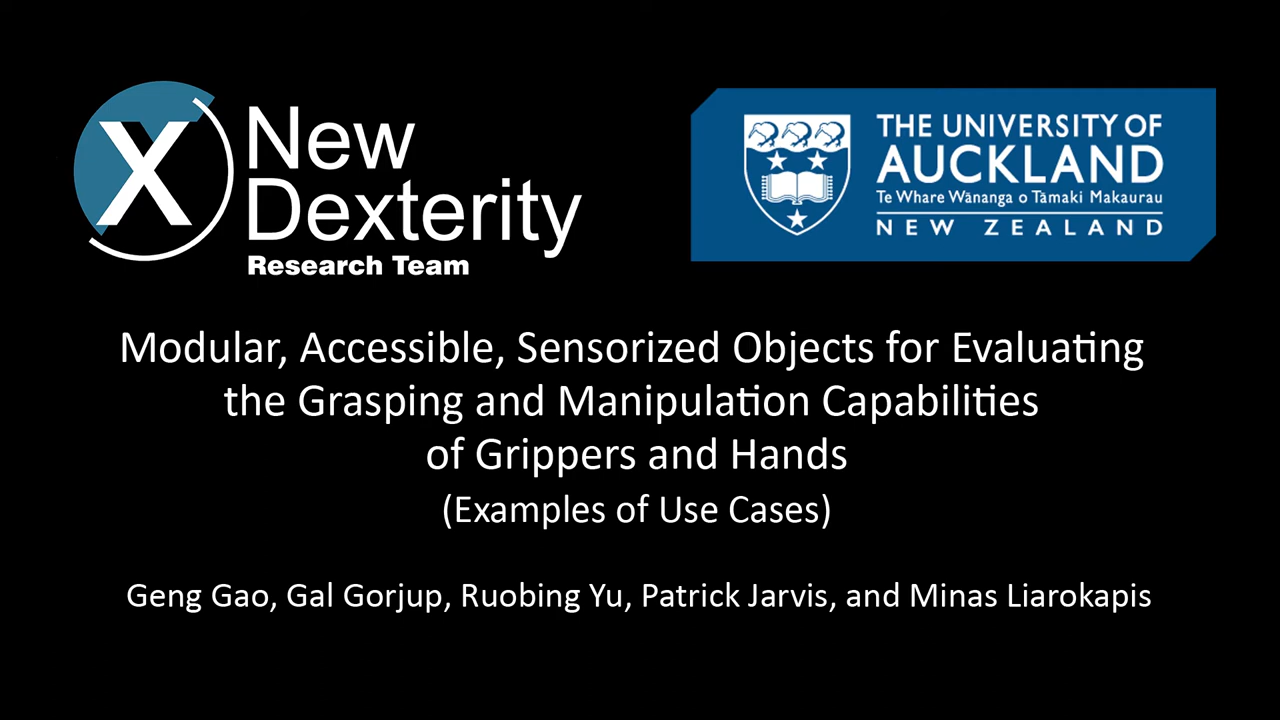 X
New
Dexterity
Research Team
THE UNIVERSITY OF
AUCKLAND
Te Whare Wānanga o Tāmaki Makaurau
NEW ZEALAND
Modular, Accessible, Sensorized Objects for Evaluating
the Grasping and Manipulation Capabilities
of Grippers and Hands
(Examples of Use Cases)
Geng Gao, Gal Gorjup, Ruobing Yu, Patrick Jarvis, and Minas Liarokapis